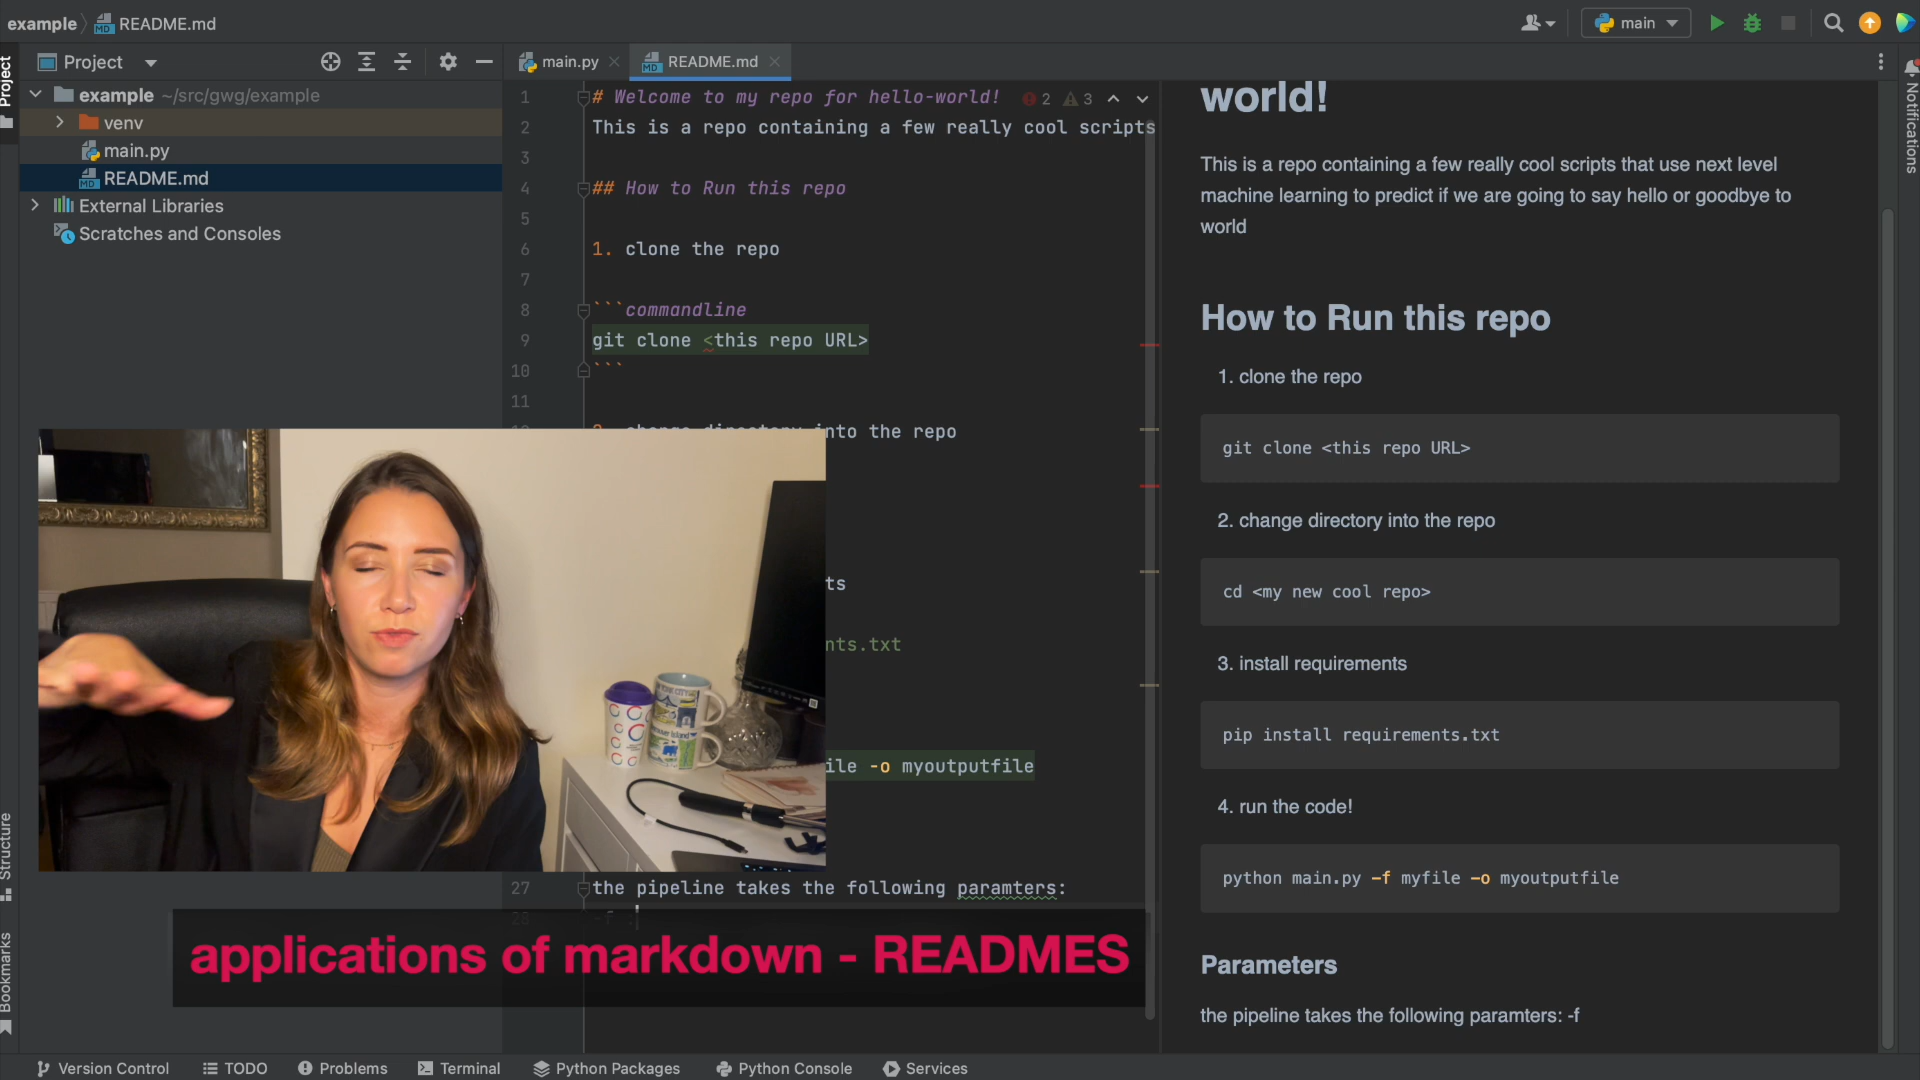 example README.md
main
Project
Project
main.py
README.md
example ~/src/gwg/example
venv
main.py
README.md
External Libraries
Scratches and Consoles
Notifications
Structure
Bookmarks
2 3
1 # Welcome to my repo for hello-world!
2 This is a repo containing a few really cool scripts
3
4 ## How to Run this repo
5
6 1. clone the repo
7
8 ```commandline
9 git clone <this repo URL>
10 ```
11
change directory into the repo
ts
nts.txt
ile -o myoutputfile
27 the pipeline takes the following paramters:
28 -f :
applications of markdown - READMES
world!
This is a repo containing a few really cool scripts that use next level
machine learning to predict if we are going to say hello or goodbye to
world
How to Run this repo
1. clone the repo
git clone <this repo URL>
2. change directory into the repo
cd <my new cool repo>
3. install requirements
pip install requirements.txt
4. run the code!
python main.py -f myfile -o myoutputfile
Parameters
the pipeline takes the following paramters: -f
Version Control TODO Problems Terminal Python Packages Python Console Services